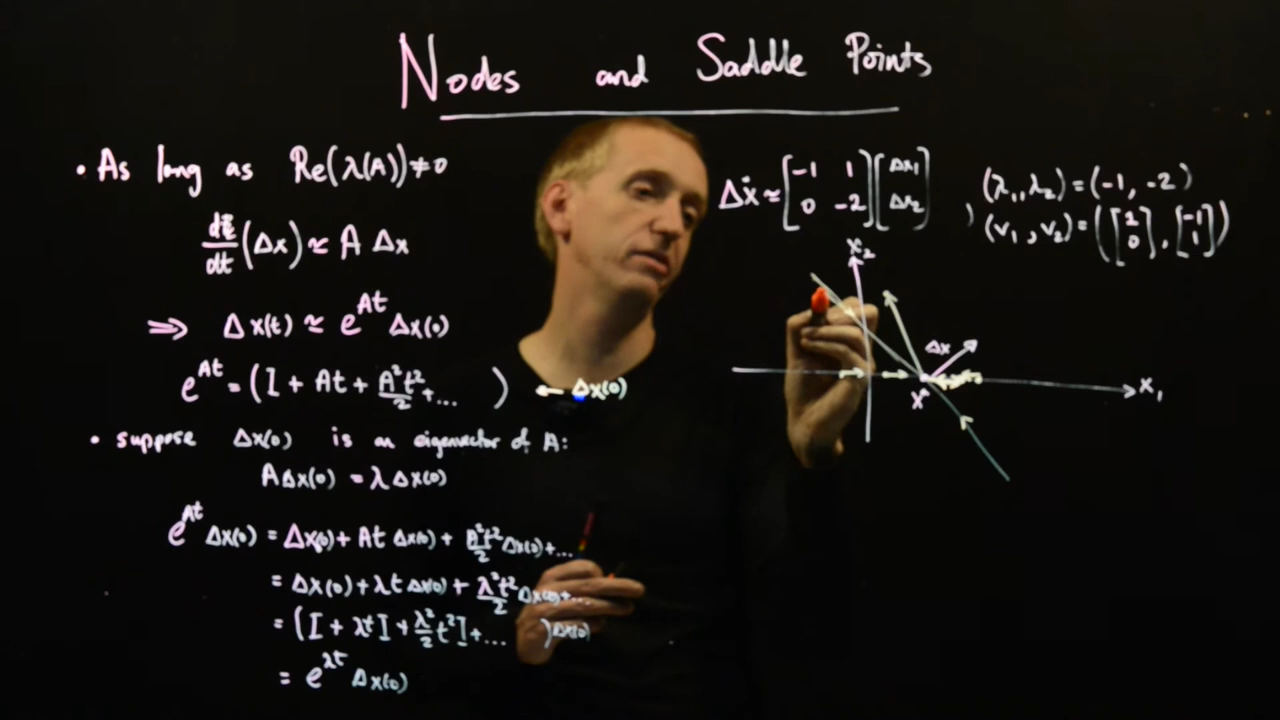 Nodes and Saddle Points
• As long as Re(λ(A))≠0
d/dt (Δx) ≈ A Δx
⇒ Δx(t) ≈ e^{At} Δx(0)
e^{At} = (I + At + A²t²/2 + ... ) ← Δx(0)
• suppose Δx(0) is an eigenvector of A:
AΔx(0) = λΔx(0)
e^{At} Δx(0) = Δx(0) + At Δx(0) + A²t²/2 Δx(0) + ...
= Δx(0) + λt Δx(0) + λ²t²/2 Δx(0) + ...
= (I + λt I + λ²/2 t² I + ... )Δx(0)
= e^{λt} Δx(0)
Δẋ ≈ [-1 1; 0 -2] [Δx1; Δx2]
(λ₁, λ₂) = (-1, -2)
) (v₁, v₂) = ([1; 0], [-1; 1])
x₂
Δx
x*
x₁